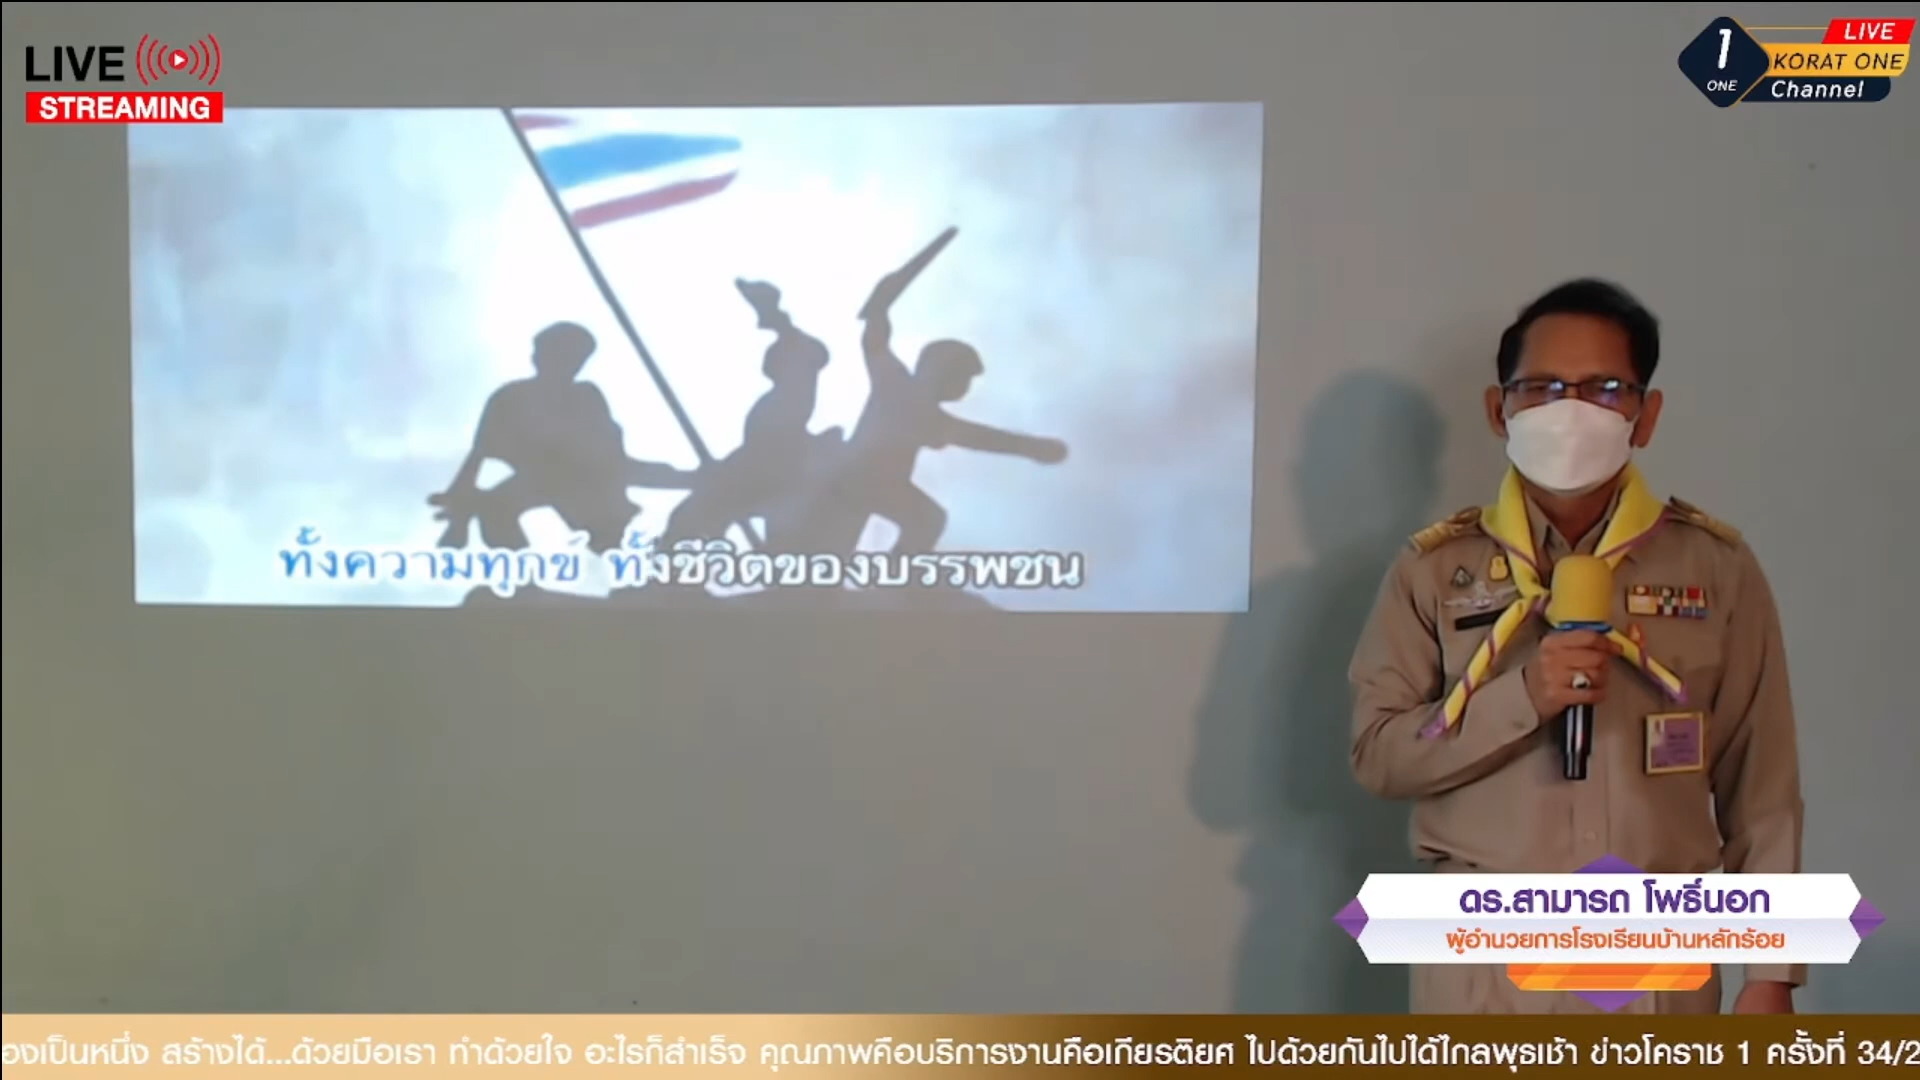 LIVE
STREAMING
LIVE
1
ONE
KORAT ONE
Channel
ทั้งความทุกข์ ทั้งชีวิตของบรรพชน
ดร.สามารถ โพธิ์นอก
ผู้อำนวยการโรงเรียนบ้านหลักร้อย
องเป็นหนึ่ง สร้างได้...ด้วยมือเรา ทำด้วยใจ อะไรก็สำเร็จ คุณภาพคือบริการงานคือเกียรติยศ ไปด้วยกันไปได้ไกลพุธเช้า ข่าวโคราช 1 ครั้งที่ 34/2